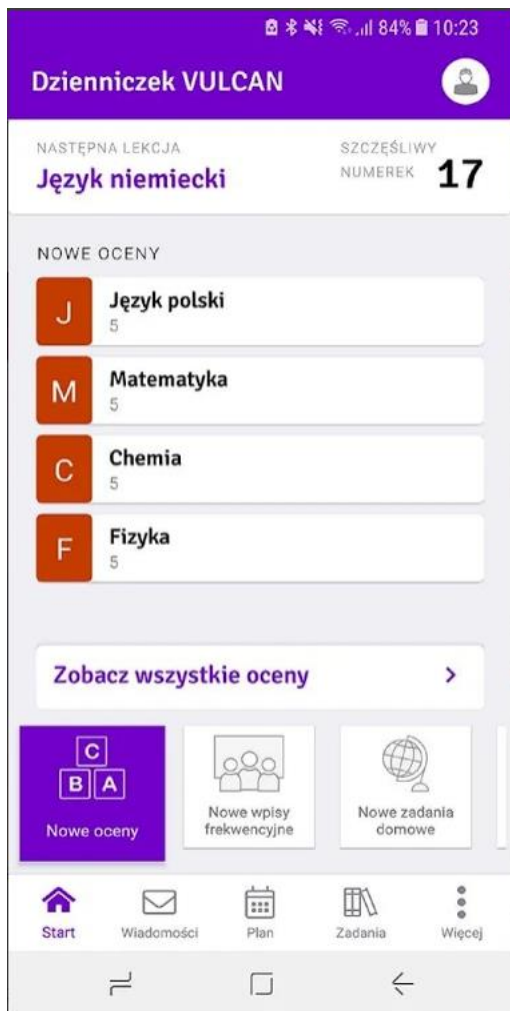 84% 10:23
Dzienniczek VULCAN
NASTĘPNA LEKCJA
Język niemiecki
SZCZĘŚLIWY
NUMEREK 17
NOWE OCENY
J
Język polski
5
M
Matematyka
5
C
Chemia
5
F
Fizyka
5
Zobacz wszystkie oceny >
C
B A
Nowe oceny
Nowe wpisy
frekwencyjne
Nowe zadania
domowe
Start Wiadomości Plan Zadania Więcej